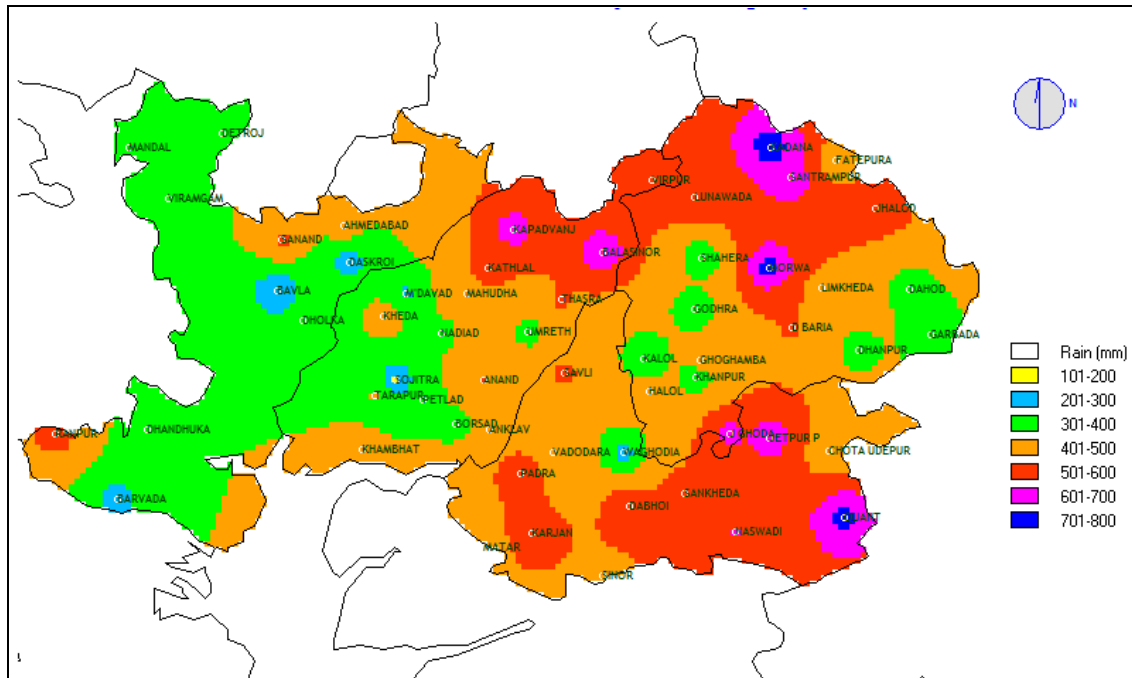 N
DETROJ
MANDAL
KADANA
FATEPURA
SANTRAMPUR
VIRPUR
LUNAWADA
VIRAMGAM
JHALOD
AHMEDABAD
KAPADVANJ
SANAND
BALASINOR
SHAHERA
DASKROI
KATHLAL
MORWA
BAVLA
M'DAVAD
MAHUDHA
THASRA
LIMKHEDA
DAHOD
GODHRA
KHEDA
DHOLKA
D BARIA
NADIAD
UMRETH
GARBADA
DHANPUR
KALOL
GHOGHAMBA
SAVLI
KHANPUR
SOJITRA
ANAND
HALOL
TARAPUR
PETLAD
BORSAD
ANKLAV
DHANDHUKA
RANPUR
J GHODA
JETPUR P
KHAMBHAT
VADODARA
WAGHODIA
CHOTA UDEPUR
PADRA
BARVADA
SANKHEDA
DABHOI
KARJAN
NASWADI
MATAR
SINOR
Rain (mm)
101-200
201-300
301-400
401-500
501-600
601-700
701-800